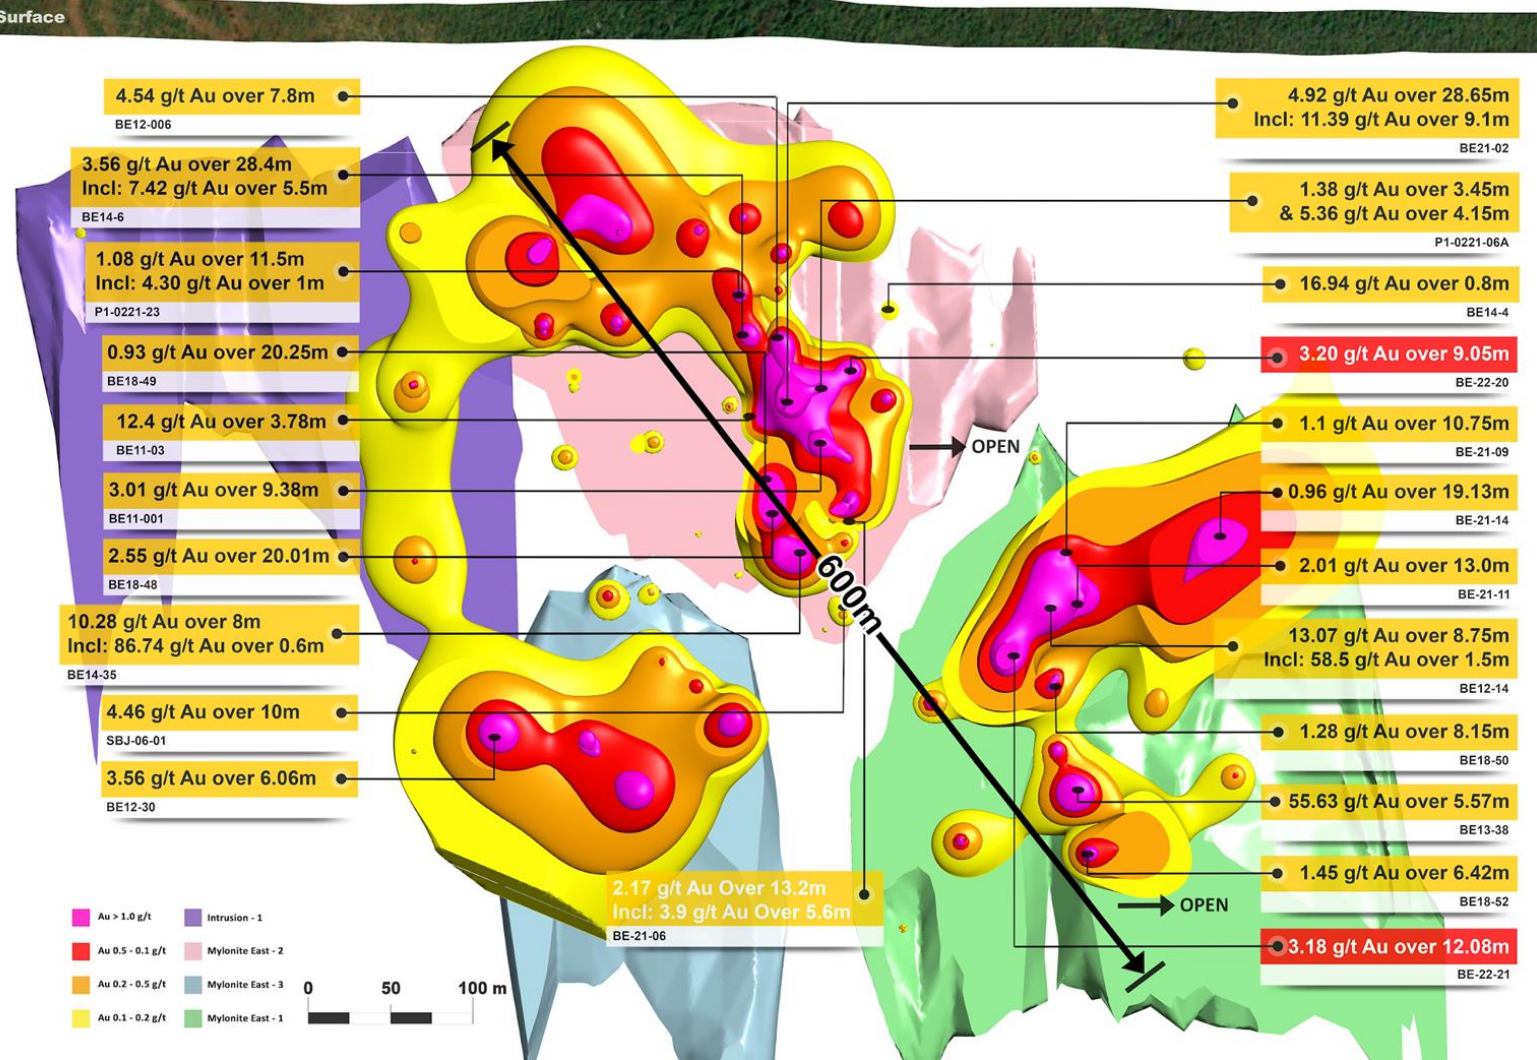 Surface
4.54 g/t Au over 7.8m
BE12-006
3.56 g/t Au over 28.4m
Incl: 7.42 g/t Au over 5.5m
BE14-6
1.08 g/t Au over 11.5m
Incl: 4.30 g/t Au over 1m
P1-0221-23
0.93 g/t Au over 20.25m
BE18-49
12.4 g/t Au over 3.78m
BE11-03
3.01 g/t Au over 9.38m
BE11-001
2.55 g/t Au over 20.01m
BE18-48
10.28 g/t Au over 8m
Incl: 86.74 g/t Au over 0.6m
BE14-35
4.46 g/t Au over 10m
SBJ-06-01
3.56 g/t Au over 6.06m
BE12-30
4.92 g/t Au over 28.65m
Incl: 11.39 g/t Au over 9.1m
BE21-02
1.38 g/t Au over 3.45m
& 5.36 g/t Au over 4.15m
P1-0221-06A
16.94 g/t Au over 0.8m
BE14-4
3.20 g/t Au over 9.05m
BE-22-20
1.1 g/t Au over 10.75m
BE-21-09
0.96 g/t Au over 19.13m
BE-21-14
2.01 g/t Au over 13.0m
BE-21-11
13.07 g/t Au over 8.75m
Incl: 58.5 g/t Au over 1.5m
BE12-14
1.28 g/t Au over 8.15m
BE18-50
55.63 g/t Au over 5.57m
BE13-38
1.45 g/t Au over 6.42m
BE18-52
3.18 g/t Au over 12.08m
BE-22-21
OPEN
600m
OPEN
2.17 g/t Au Over 13.2m
Incl: 3.9 g/t Au Over 5.6m
BE-21-06
Au > 1.0 g/t
Au 0.5 - 0.1 g/t
Au 0.2 - 0.5 g/t
Au 0.1 - 0.2 g/t
Intrusion - 1
Mylonite East - 2
Mylonite East - 3
Mylonite East - 1
0 50 100 m